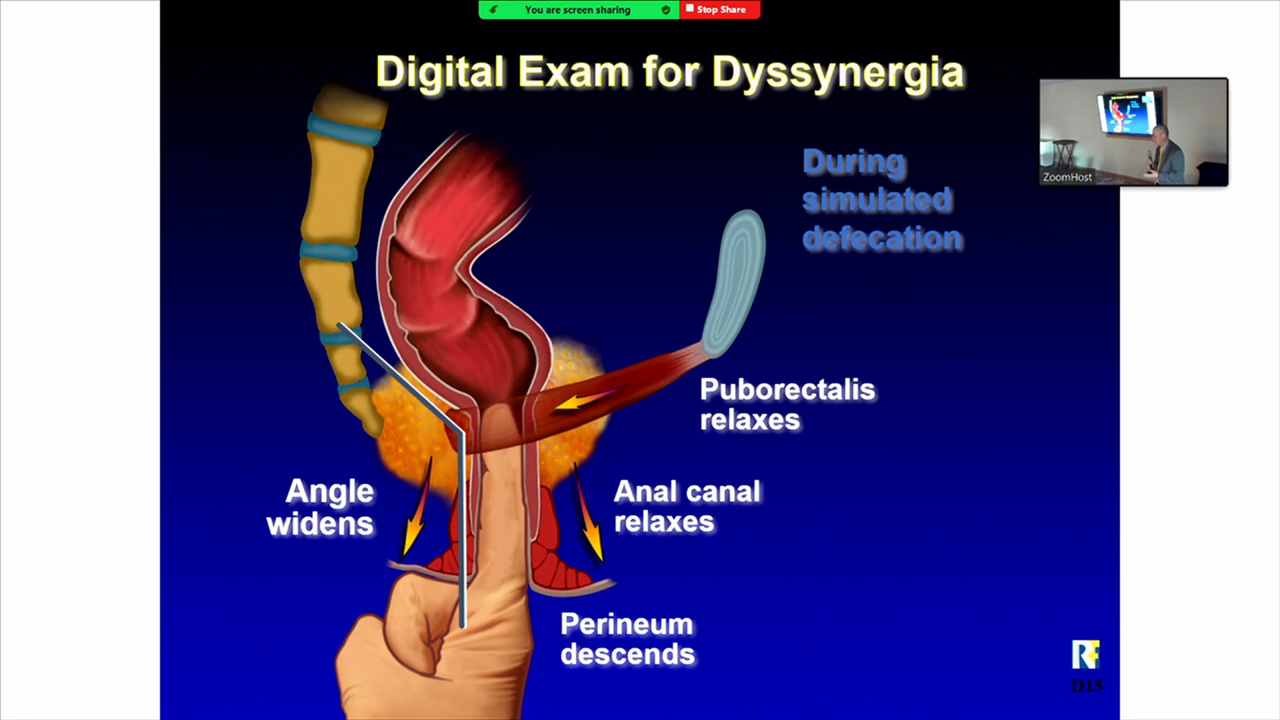 You are screen sharing
Stop Share
Digital Exam for Dyssynergia
During
simulated
defecation
ZoomHost
Puborectalis
relaxes
Angle
widens
Anal canal
relaxes
Perineum
descends
RF
D15